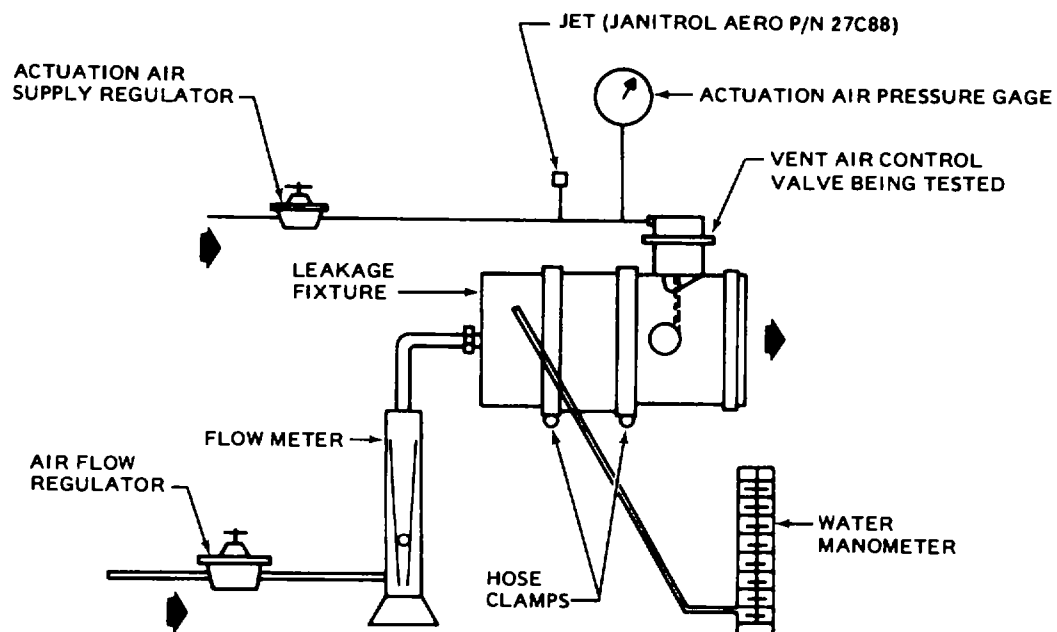 JET (JANITROL AERO P/N 27C88)
ACTUATION AIR
SUPPLY REGULATOR
ACTUATION AIR PRESSURE GAGE
VENT AIR CONTROL
VALVE BEING TESTED
LEAKAGE
FIXTURE
FLOW METER
AIR FLOW
REGULATOR
WATER
MANOMETER
HOSE
CLAMPS